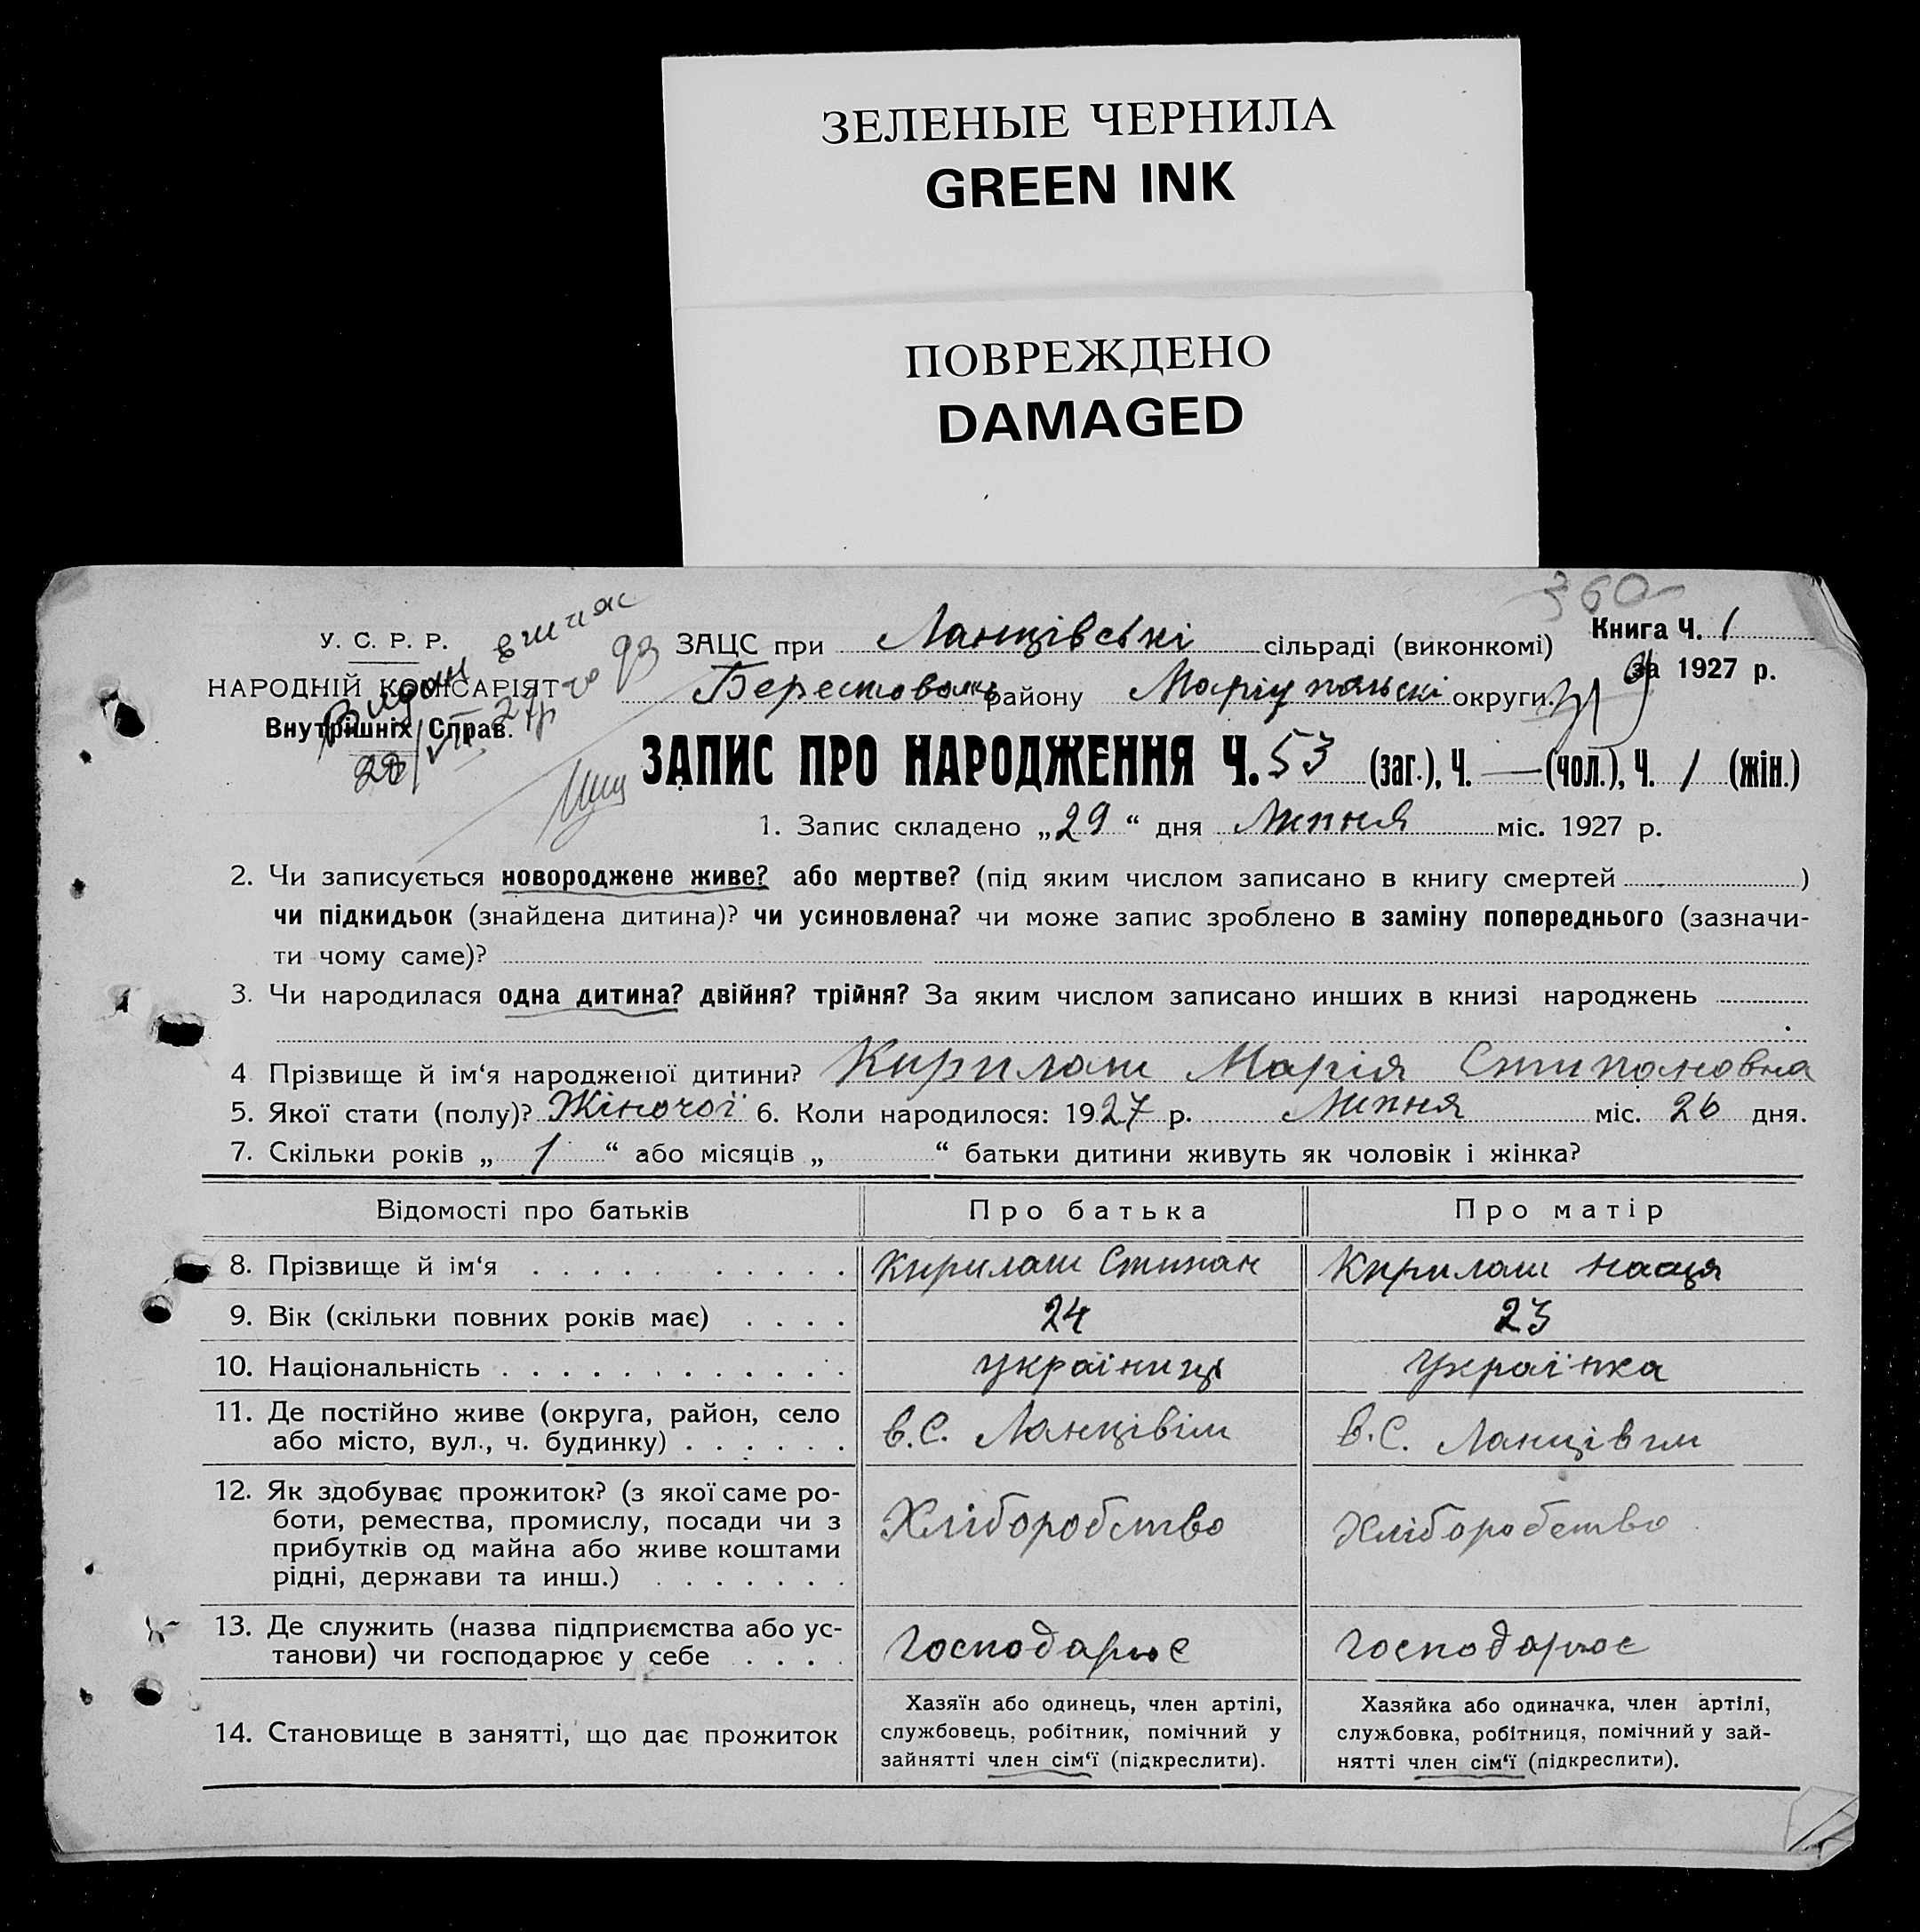 ЗЕЛЕНЫЕ ЧЕРНИЛА
GREEN INK
ПОВРЕЖДЕНО
DAMAGED
360
У. С. Р. Р.
НАРОДНІЙ КОМІСАРІЯТ
Внутрішніх Справ.
ЗАЦС при Ланцівські сільраді (виконкомі)
Книга Ч. 1
за 1927 р.
району Маріупольскі округи.
ЗАПИС ПРО НАРОДЖЕННЯ Ч. 53 (заг.), Ч. — (чол.), Ч. 1 (жін.)
1. Запис складено „29“ дня Липня міс. 1927 р.
2. Чи записується новороджене живе? або мертве? (під яким числом записано в книгу смертей )
чи підкидьок (знайдена дитина)? чи усиновлена? чи може запис зроблено в заміну попереднього (зазначи-
ти чому саме)?
3. Чи народилася одна дитина? двійня? трійня? За яким числом записано инших в книзі народжень
4 Прізвище й ім‘я народженої дитини? Кирилаш Марія Стипановна
5. Якої стати (полу)? Жіночої 6. Коли народилося: 1927 р. Липня міс. 26 дня.
7. Скільки років „ 1 “ або місяців „ “ батьки дитини живуть як чоловік і жінка?
Відомості про батьків Про батька Про матір
8. Прізвище й ім‘я Кирилаш Стипан Кирилаш Насця
9. Вік (скільки повних років має) 24 23
10. Національність україниць Українка
11. Де постійно живе (округа, район, село
або місто, вул., ч. будинку) в.С. Ланцівім в.С. Ланцівім
12. Як здобуває прожиток? (з якої саме ро-
боти, ремества, промислу, посади чи з
прибутків од майна або живе коштами
рідні, держави та инш.) Хліборобство Хліборобство
13. Де служить (назва підприємства або ус-
танови) чи господарює у себе Господарює Господарює
14. Становище в занятті, що дає прожиток
Хазяїн або одинець, член артілі,
службовець, робітник, помічний у
зайнятті член сім‘ї (підкреслити).
Хазяйка або одиначка, член артілі,
службовка, робітниця, помічний у зай-
нятті член сім‘ї (підкреслити).